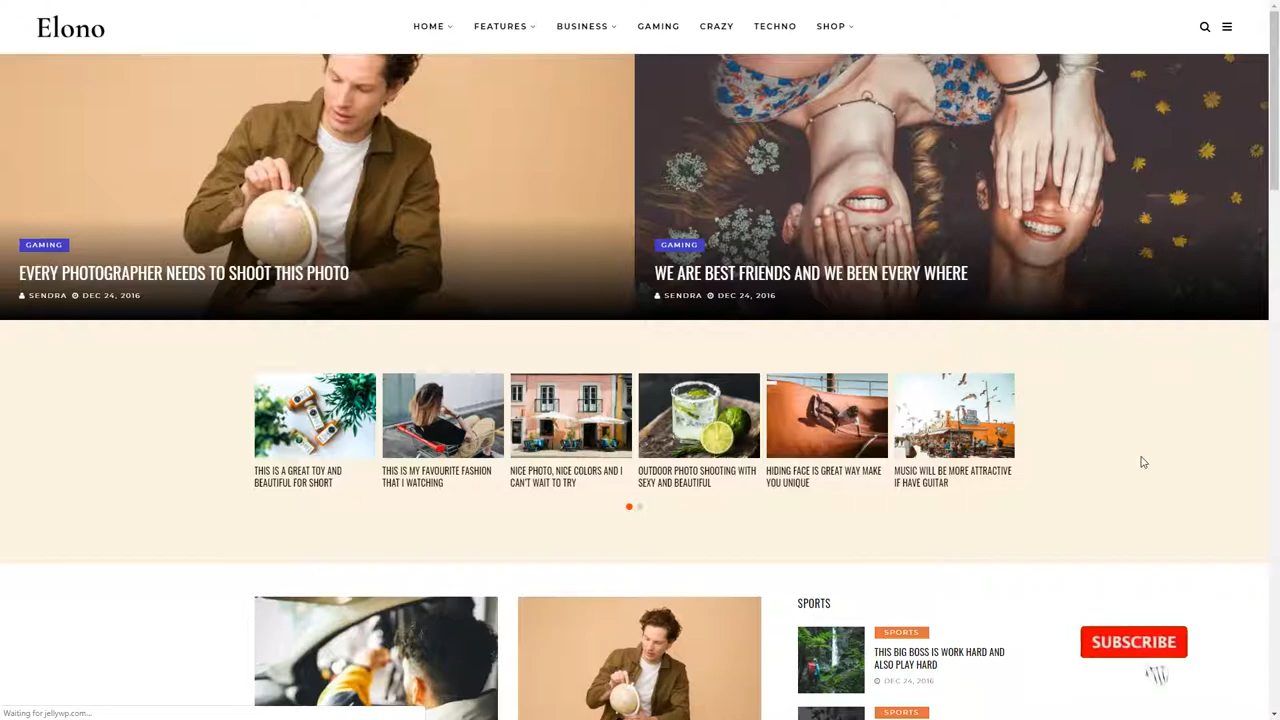 Elono
HOME
FEATURES
BUSINESS
GAMING
CRAZY
TECHNO
SHOP
GAMING
EVERY PHOTOGRAPHER NEEDS TO SHOOT THIS PHOTO
SENDRA DEC 24, 2016
GAMING
WE ARE BEST FRIENDS AND WE BEEN EVERY WHERE
SENDRA DEC 24, 2016
THIS IS A GREAT TOY AND
BEAUTIFUL FOR SHORT
THIS IS MY FAVOURITE FASHION
THAT I WATCHING
NICE PHOTO, NICE COLORS AND I
CAN'T WAIT TO TRY
OUTDOOR PHOTO SHOOTING WITH
SEXY AND BEAUTIFUL
HIDING FACE IS GREAT WAY MAKE
YOU UNIQUE
MUSIC WILL BE MORE ATTRACTIVE
IF HAVE GUITAR
SPORTS
SPORTS
THIS BIG BOSS IS WORK HARD AND
ALSO PLAY HARD
DEC 24, 2016
SPORTS
SUBSCRIBE
Waiting for jellywp.com...